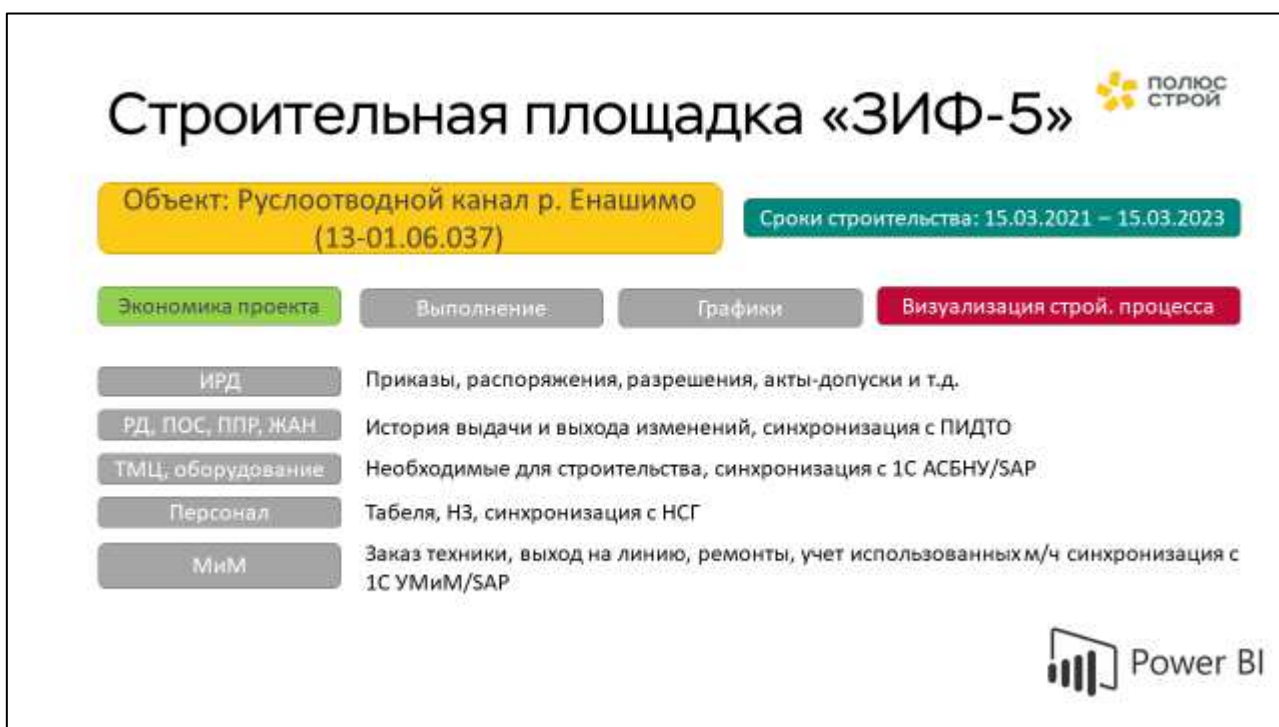 Строительная площадка «ЗИФ-5»
ПОЛЮС
СТРОЙ
Объект: Руслоотводной канал р. Енашимо
(13-01.06.037)
Сроки строительства: 15.03.2021 – 15.03.2023
Экономика проекта
Выполнение
Графики
Визуализация строй. процесса
ИРД
Приказы, распоряжения, разрешения, акты-допуски и т.д.
РД, ПОС, ППР, ЖАН
История выдачи и выхода изменений, синхронизация с ПИДТО
ТМЦ, оборудование
Необходимые для строительства, синхронизация с 1С АСБНУ/SAP
Персонал
Табеля, НЗ, синхронизация с НСГ
МиМ
Заказ техники, выход на линию, ремонты, учет использованных м/ч синхронизация с
1С УМиМ/SAP
Power BI